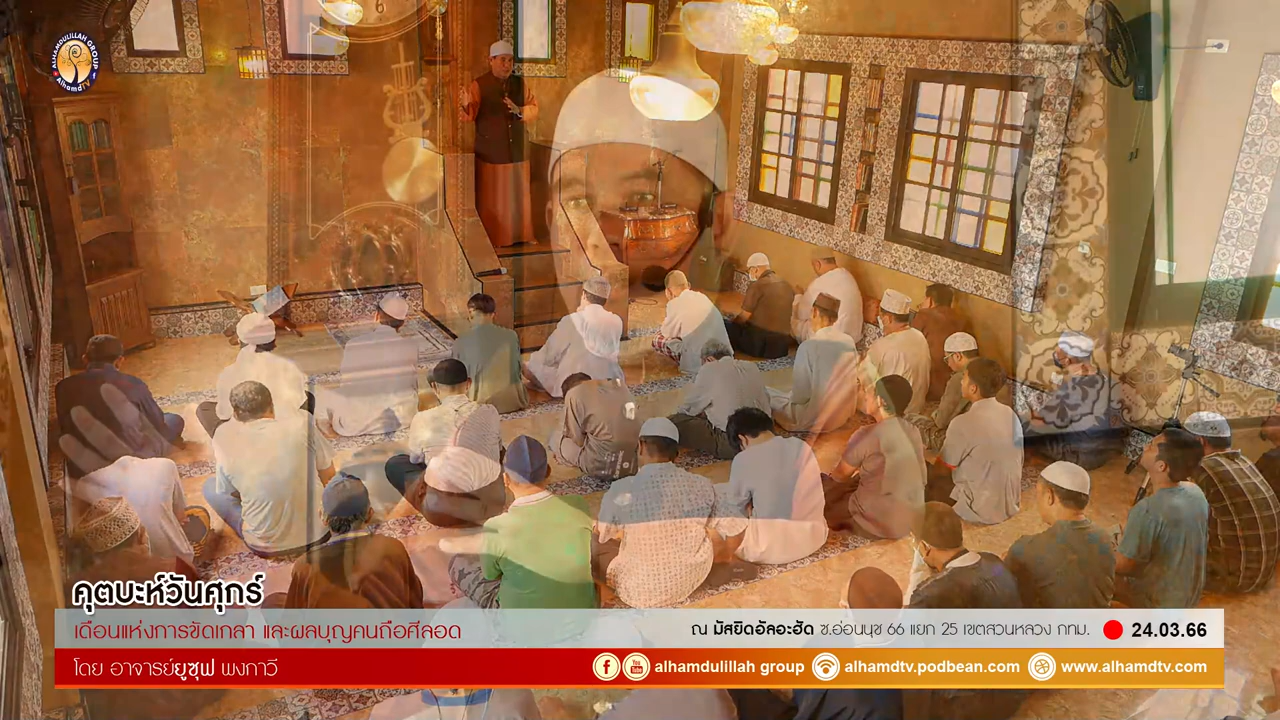 ALHAMDULILLAH GROUP
AlhamdTV
คุตบะห์วันศุกร์
เดือนแห่งการขัดเกลา และผลบุญคนถือศีลอด
ณ มัสยิดอัลอะฮัด ซ.อ่อนนุช 66 แยก 25 เขตสวนหลวง กทม. 24.03.66
โดย อาจารย์ยูซุฟ พงกาวี
f You Tube alhamdulillah group alhamdtv.podbean.com www.alhamdtv.com